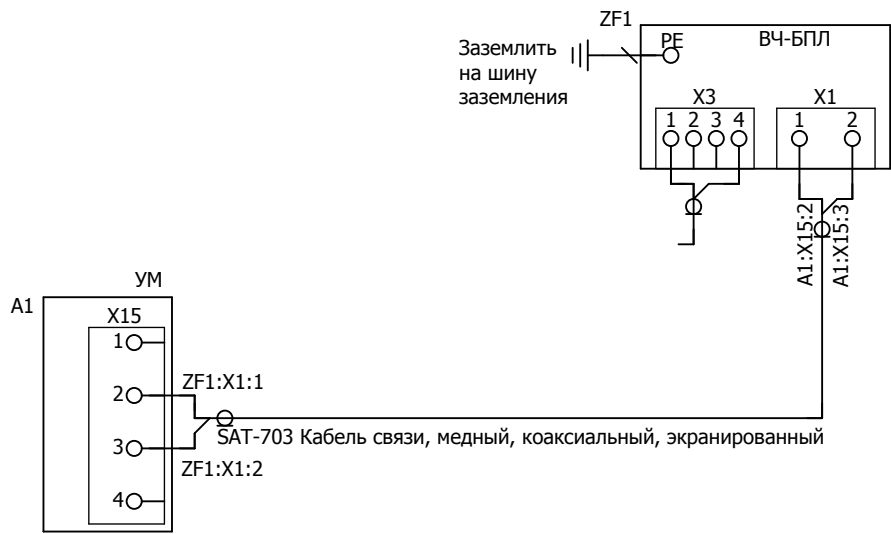 ZF1
ВЧ-БПЛ
PE
Заземлить
на шину
заземления
X3
X1
1 2 3 4
1 2
A1:X15:2
A1:X15:3
УМ
A1
X15
1
2
3
4
ZF1:X1:1
SAT-703 Кабель связи, медный, коаксиальный, экранированный
ZF1:X1:2